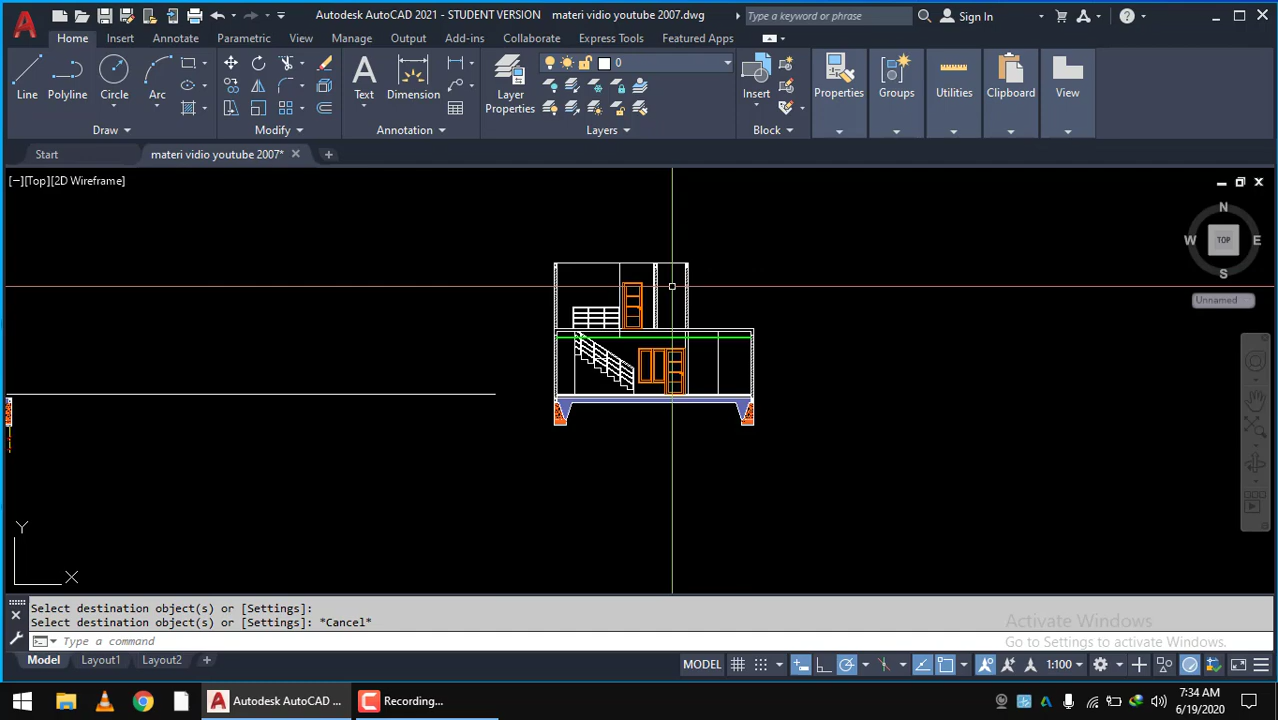 Autodesk AutoCAD 2021 - STUDENT VERSION materi vidio youtube 2007.dwg Type a keyword or phrase Sign In
Home Insert Annotate Parametric View Manage Output Add-ins Collaborate Express Tools Featured Apps
0
Line Polyline Circle Arc Text Dimension Layer Properties Insert Properties Groups Utilities Clipboard View
Draw Modify Annotation Layers Block
Start materi vidio youtube 2007*
[−][Top][2D Wireframe]
N
W TOP E
S
Unnamed
Y
X
Select destination object(s) or [Settings]:
Select destination object(s) or [Settings]: *Cancel*
Activate Windows
Type a command
Go to Settings to activate Windows.
Model Layout1 Layout2 + MODEL 1:100
Autodesk AutoCAD ... Recording... 7:34 AM
6/19/2020